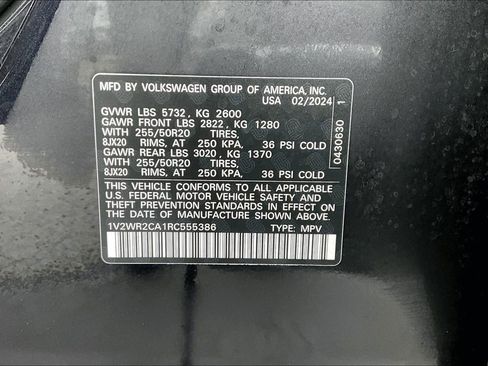 MFD BY VOLKSWAGEN GROUP OF AMERICA, INC.
USA 02/2024
GVWR LBS 5732, KG 2600
GAWR FRONT LBS 2822, KG 1280
WITH 255/50R20 TIRES,
8JX20 RIMS, AT 250 KPA, 36 PSI COLD
GAWR REAR LBS 3020, KG 1370
WITH 255/50R20 TIRES,
8JX20 RIMS, AT 250 KPA, 36 PSI COLD
THIS VEHICLE CONFORMS TO ALL APPLICABLE
U.S. FEDERAL MOTOR VEHICLE SAFETY AND
THEFT PREVENTION STANDARDS IN EFFECT ON THE
DATE OF MANUFACTURE SHOWN ABOVE.
1V2WR2CA1RC555386 TYPE: MPV
0430630 1